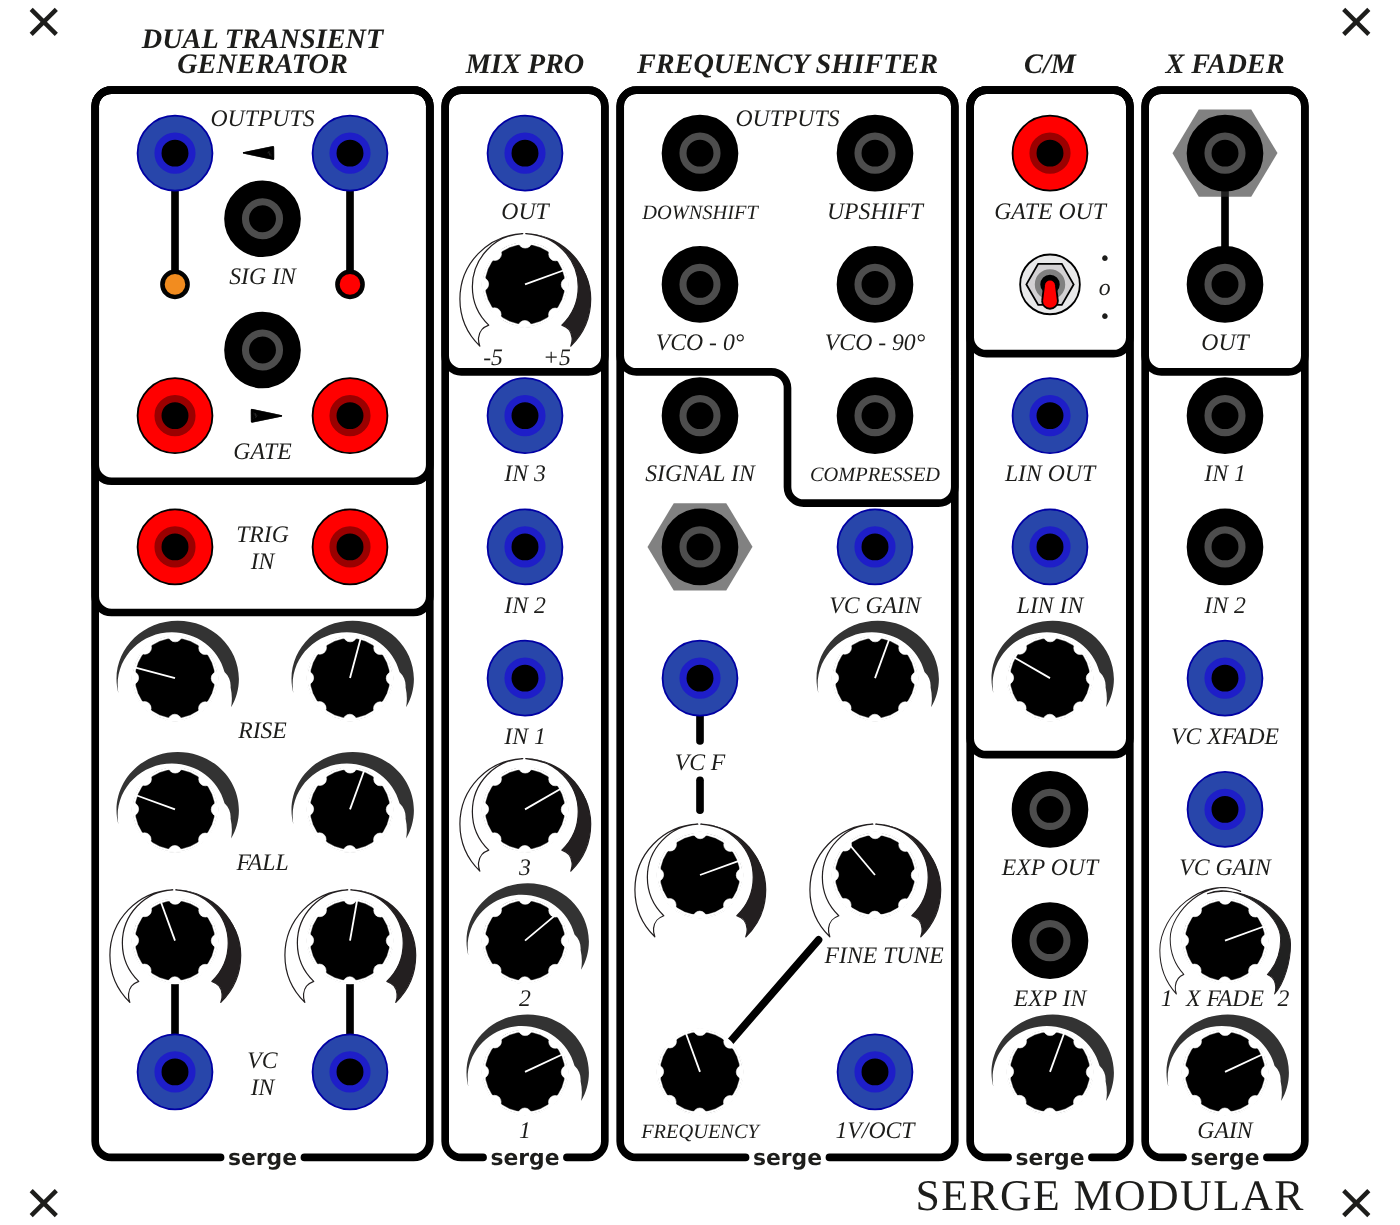 DUAL TRANSIENT
GENERATOR
OUTPUTS
SIG IN
GATE
TRIG
IN
RISE
FALL
VC
IN
serge
MIX PRO
OUT
-5 +5
IN 3
IN 2
IN 1
3
2
1
serge
FREQUENCY SHIFTER
OUTPUTS
DOWNSHIFT UPSHIFT
VCO - 0° VCO - 90°
SIGNAL IN COMPRESSED
VC GAIN
VC F
FINE TUNE
FREQUENCY 1V/OCT
serge
C/M
GATE OUT
o
LIN OUT
LIN IN
EXP OUT
EXP IN
serge
X FADER
OUT
IN 1
IN 2
VC XFADE
VC GAIN
1 X FADE 2
GAIN
serge
SERGE MODULAR